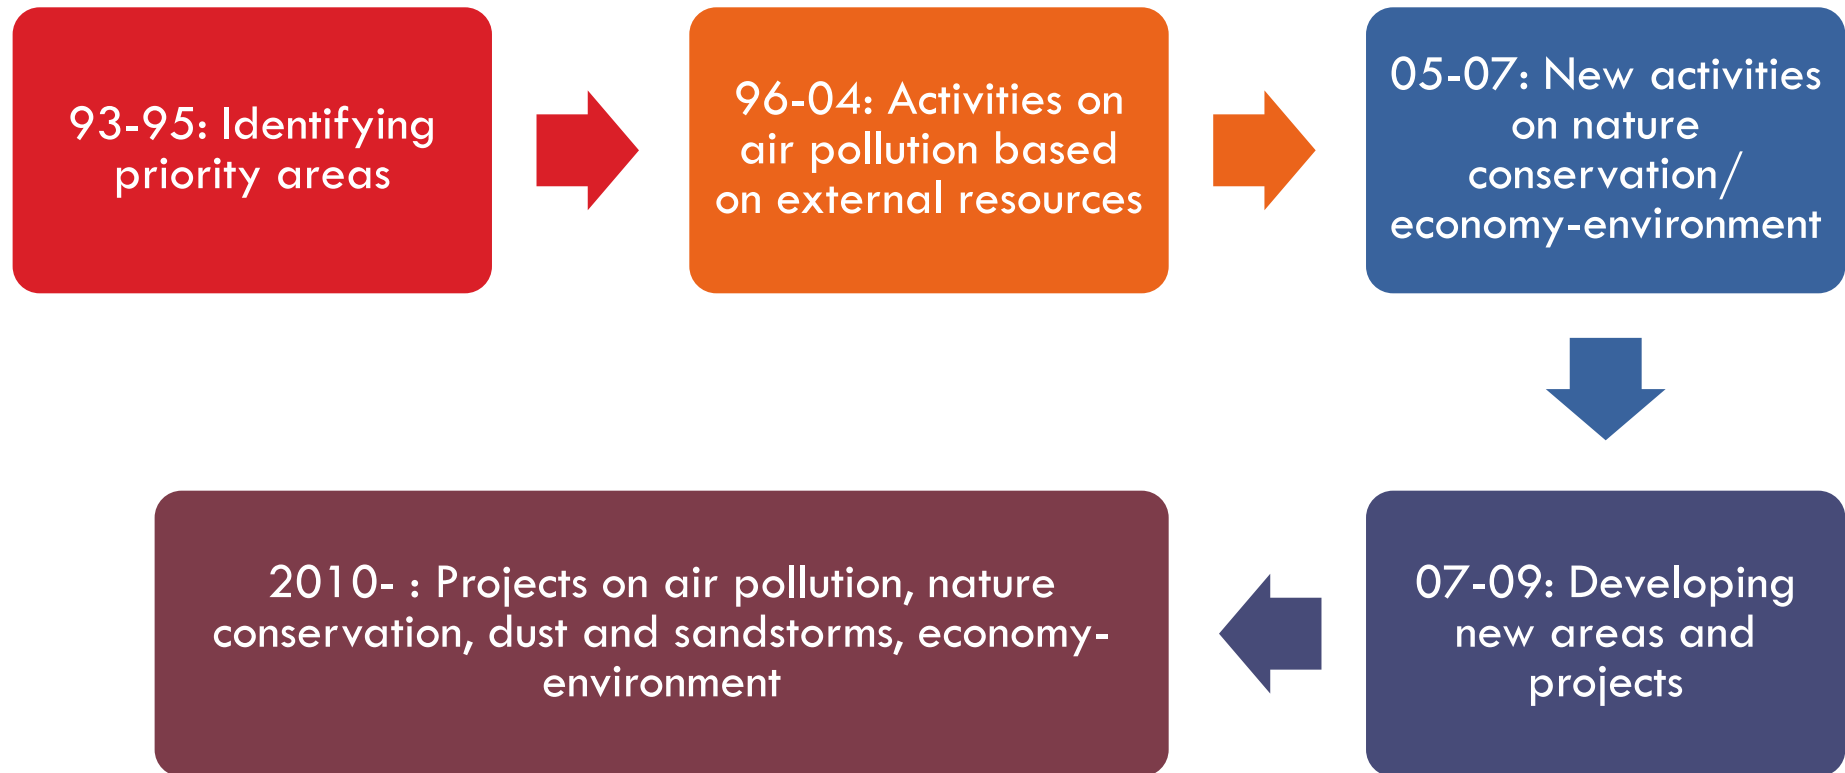 93-95: Identifying
priority areas
96-04: Activities on
air pollution based
on external resources
05-07: New activities
on nature
conservation/
economy-environment
07-09: Developing
new areas and
projects
2010- : Projects on air pollution, nature
conservation, dust and sandstorms, economy-
environment